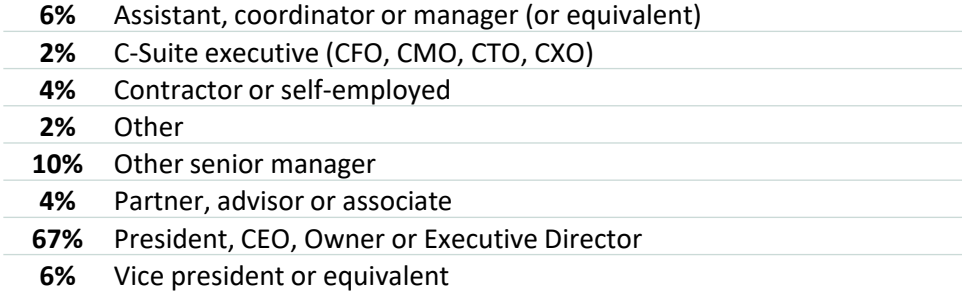 6% Assistant, coordinator or manager (or equivalent)
2% C-Suite executive (CFO, CMO, CTO, CXO)
4% Contractor or self-employed
2% Other
10% Other senior manager
4% Partner, advisor or associate
67% President, CEO, Owner or Executive Director
6% Vice president or equivalent